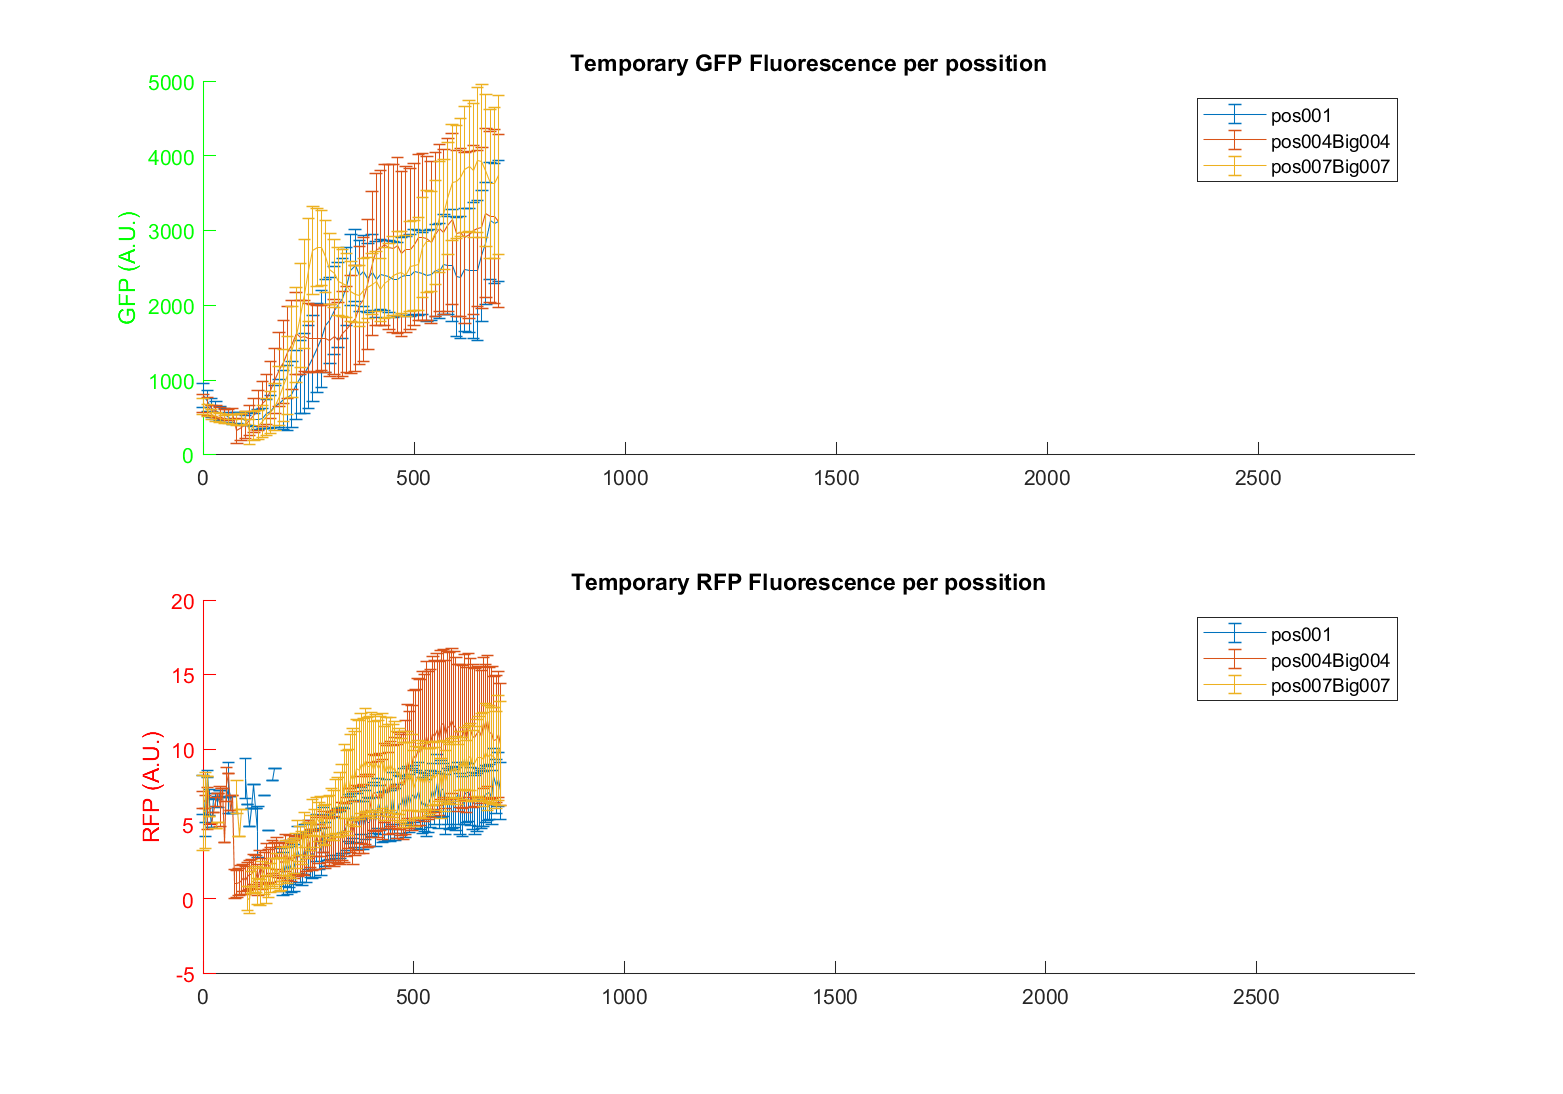 Temporary GFP Fluorescence per possition
GFP (A.U.)
5000
4000
3000
2000
1000
0
0 500 1000 1500 2000 2500
pos001
pos004Big004
pos007Big007
Temporary RFP Fluorescence per possition
RFP (A.U.)
20
15
10
5
0
-5
0 500 1000 1500 2000 2500
pos001
pos004Big004
pos007Big007